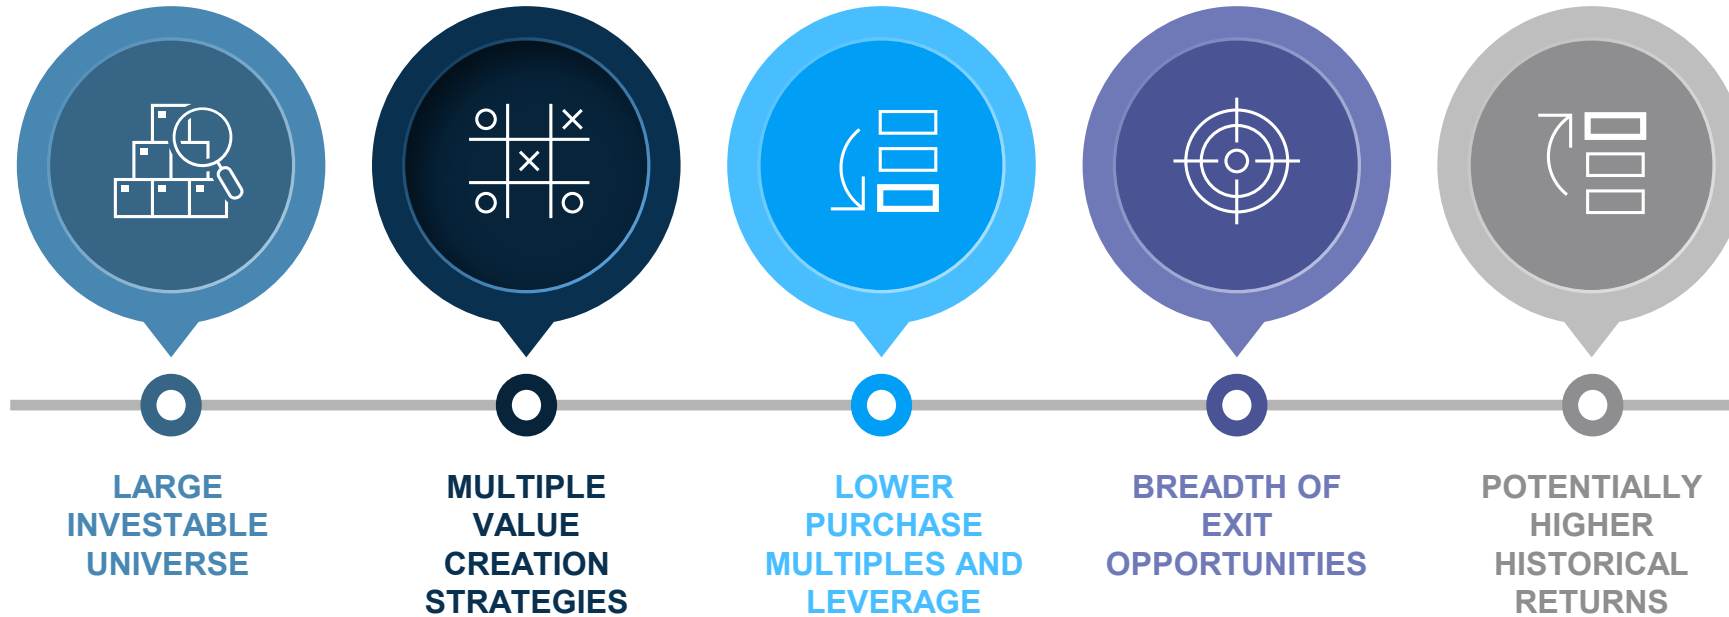 LARGE
INVESTABLE
UNIVERSE
MULTIPLE
VALUE
CREATION
STRATEGIES
LOWER
PURCHASE
MULTIPLES AND
LEVERAGE
BREADTH OF
EXIT
OPPORTUNITIES
POTENTIALLY
HIGHER
HISTORICAL
RETURNS